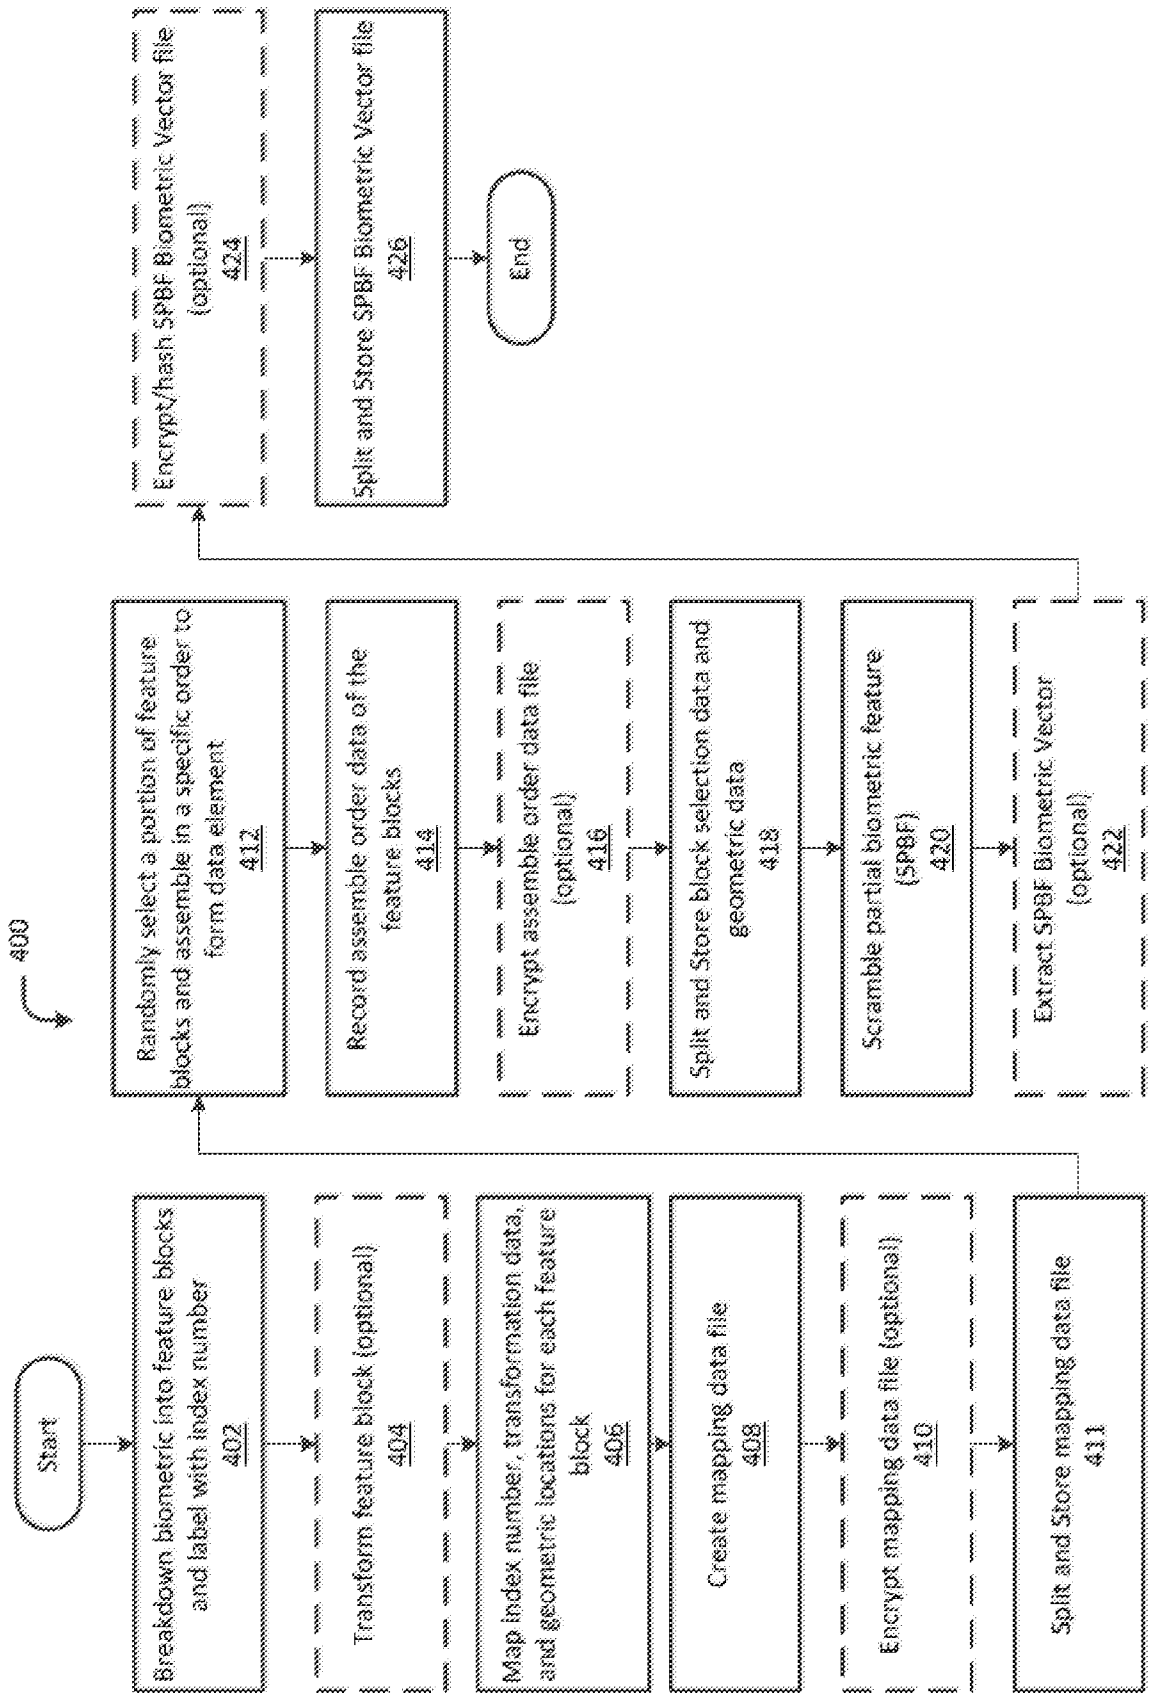 400
Start
Breakdown biometric into feature blocks
and label with index number
402
Transform feature block (optional)
404
Map index number, transformation data,
and geometric locations for each feature
block
406
Create mapping data file
408
Encrypt mapping data file (optional)
410
Split and Store mapping data file
411
Randomly select a portion of feature
blocks and assemble in a specific order to
form data element
412
Record assemble order data of the
feature blocks
414
Encrypt assemble order data file
(optional)
416
Split and Store block selection data and
geometric data
418
Scramble partial biometric feature
(SPBF)
420
Extract SPBF Biometric Vector
(optional)
422
Encrypt/hash SPBF Biometric Vector file
(optional)
424
Split and Store SPBF Biometric Vector file
426
End